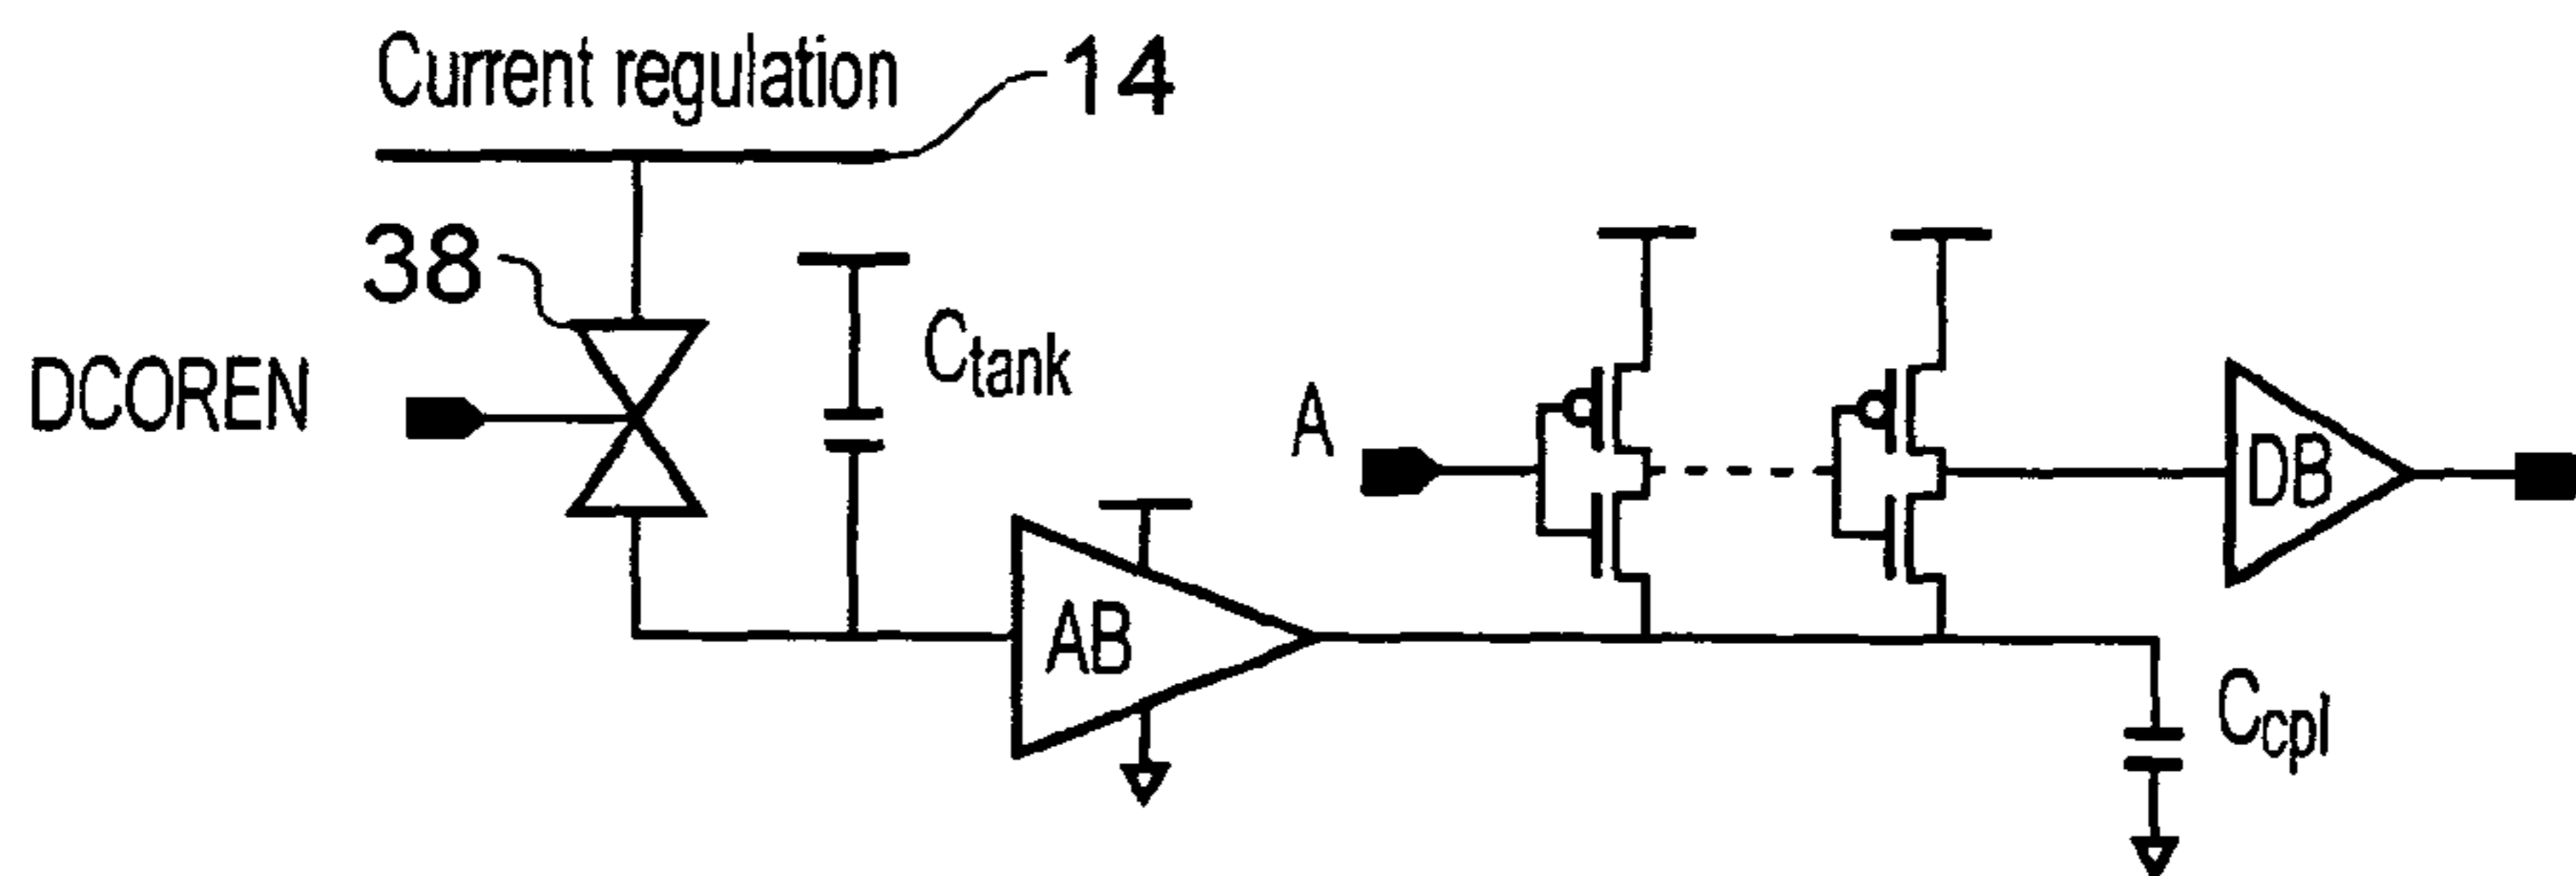 Current regulation 14
38
DCOREN
Ctank
A
AB
DB
Ccpl